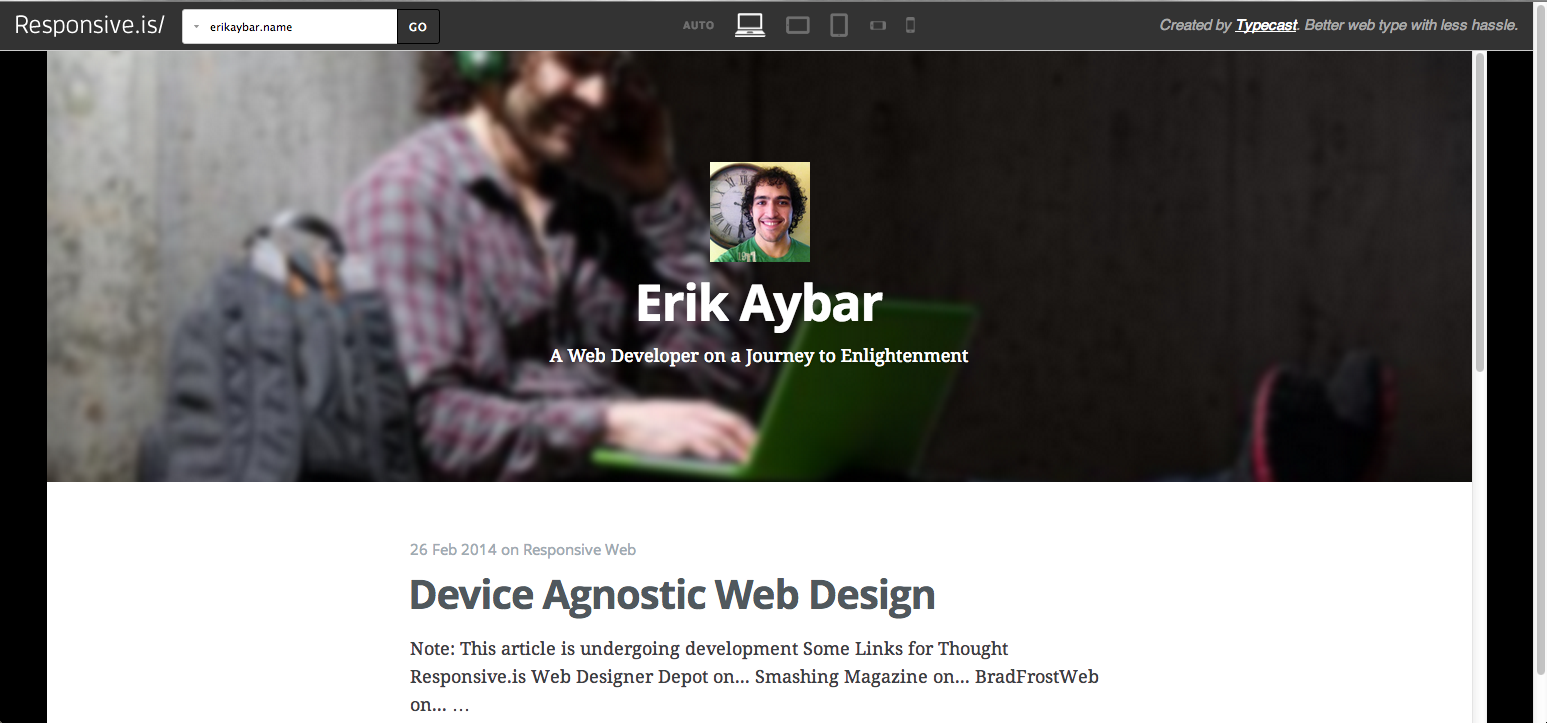 Responsive.is/
erikaybar.name
GO
AUTO
Created by Typecast. Better web type with less hassle.
Erik Aybar
A Web Developer on a Journey to Enlightenment
26 Feb 2014 on Responsive Web
Device Agnostic Web Design
Note: This article is undergoing development Some Links for Thought
Responsive.is Web Designer Depot on... Smashing Magazine on... BradFrostWeb
on... …